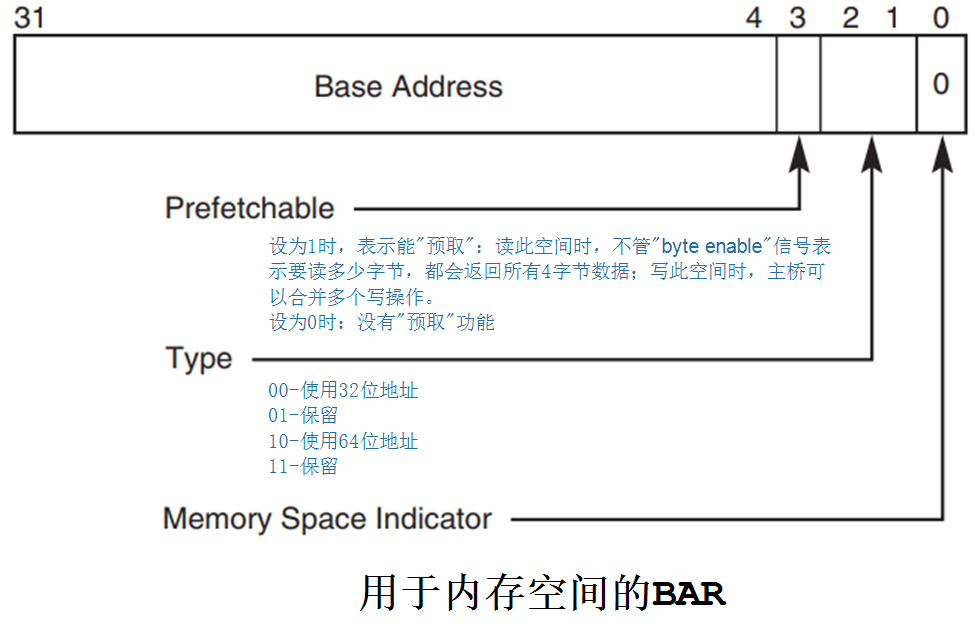 31 4 3 2 1 0
Base Address 0
Prefetchable
设为1时，表示能"预取"：读此空间时，不管"byte enable"信号表
示要读多少字节，都会返回所有4字节数据；写此空间时，主桥可
以合并多个写操作。
设为0时：没有"预取"功能
Type
00-使用32位地址
01-保留
10-使用64位地址
11-保留
Memory Space Indicator
用于内存空间的BAR